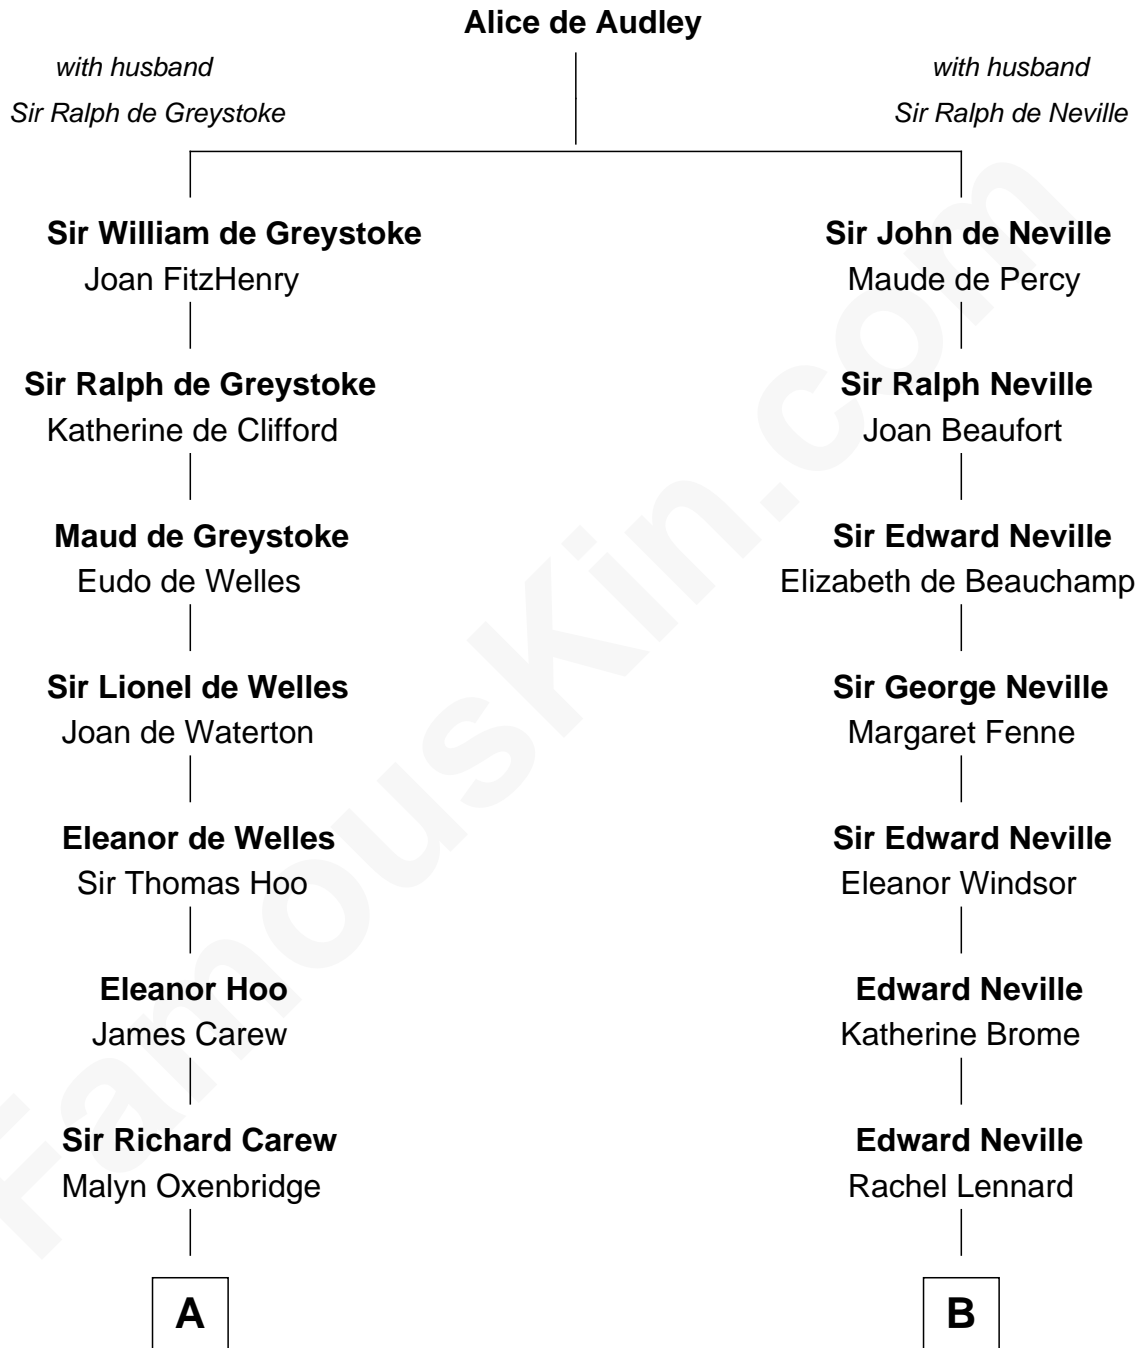 Alice de Audley
with husband
Sir Ralph de Greystoke
with husband
Sir Ralph de Neville
Sir William de Greystoke
Joan FitzHenry
Sir Ralph de Greystoke
Katherine de Clifford
Maud de Greystoke
Eudo de Welles
Sir Lionel de Welles
Joan de Waterton
Eleanor de Welles
Sir Thomas Hoo
Eleanor Hoo
James Carew
Sir Richard Carew
Malyn Oxenbridge
A
Sir John de Neville
Maude de Percy
Sir Ralph Neville
Joan Beaufort
Sir Edward Neville
Elizabeth de Beauchamp
Sir George Neville
Margaret Fenne
Sir Edward Neville
Eleanor Windsor
Edward Neville
Katherine Brome
Edward Neville
Rachel Lennard
B
FamousKin.com